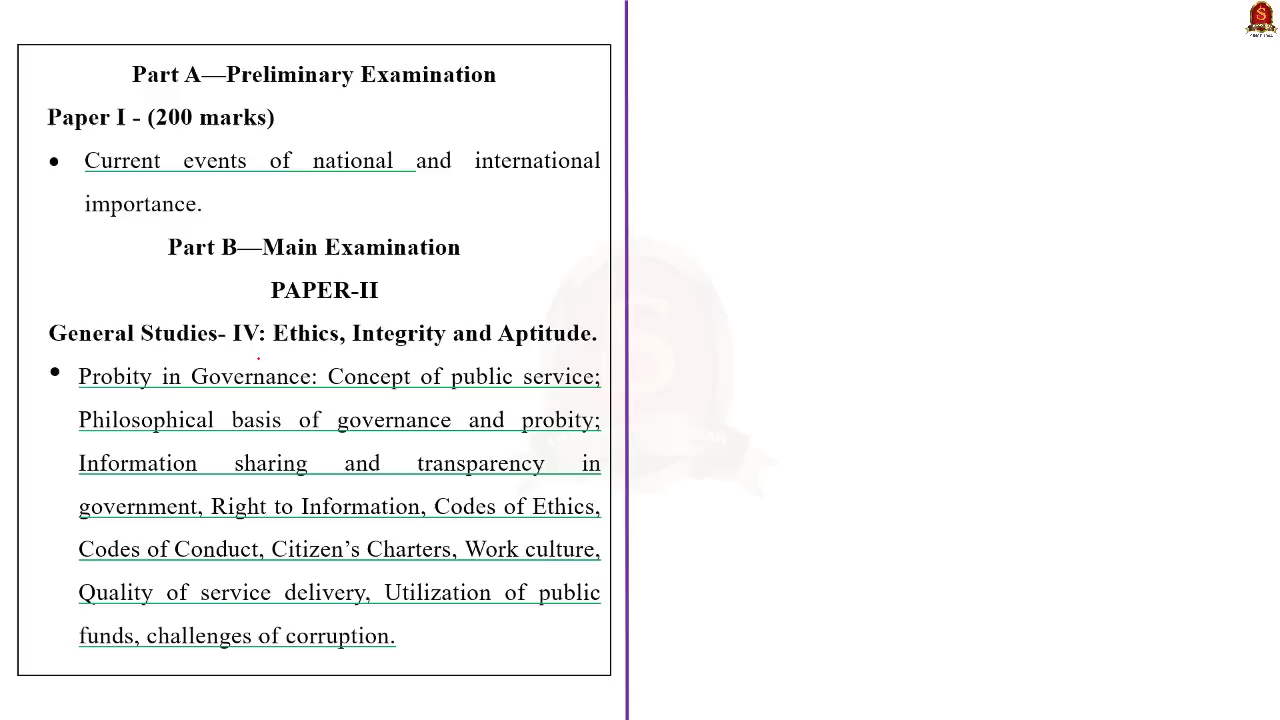 Part A—Preliminary Examination
Paper I - (200 marks)
• Current events of national and international
importance.
Part B—Main Examination
PAPER-II
General Studies- IV: Ethics, Integrity and Aptitude.
• Probity in Governance: Concept of public service;
Philosophical basis of governance and probity;
Information sharing and transparency in
government, Right to Information, Codes of Ethics,
Codes of Conduct, Citizen’s Charters, Work culture,
Quality of service delivery, Utilization of public
funds, challenges of corruption.
S